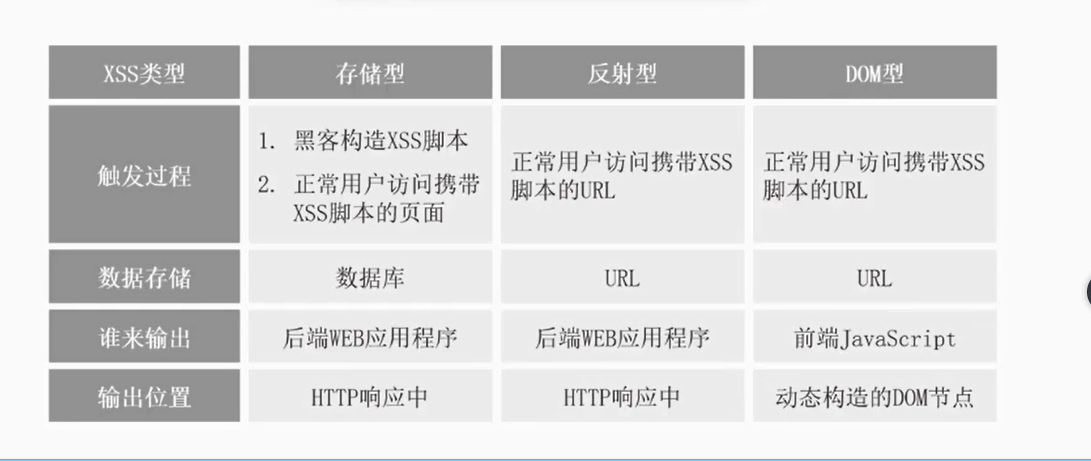 XSS类型 存储型 反射型 DOM型
触发过程
1. 黑客构造XSS脚本
2. 正常用户访问携带
XSS脚本的页面
正常用户访问携带XSS
脚本的URL
正常用户访问携带XSS
脚本的URL
数据存储 数据库 URL URL
谁来输出 后端WEB应用程序 后端WEB应用程序 前端JavaScript
输出位置 HTTP响应中 HTTP响应中 动态构造的DOM节点